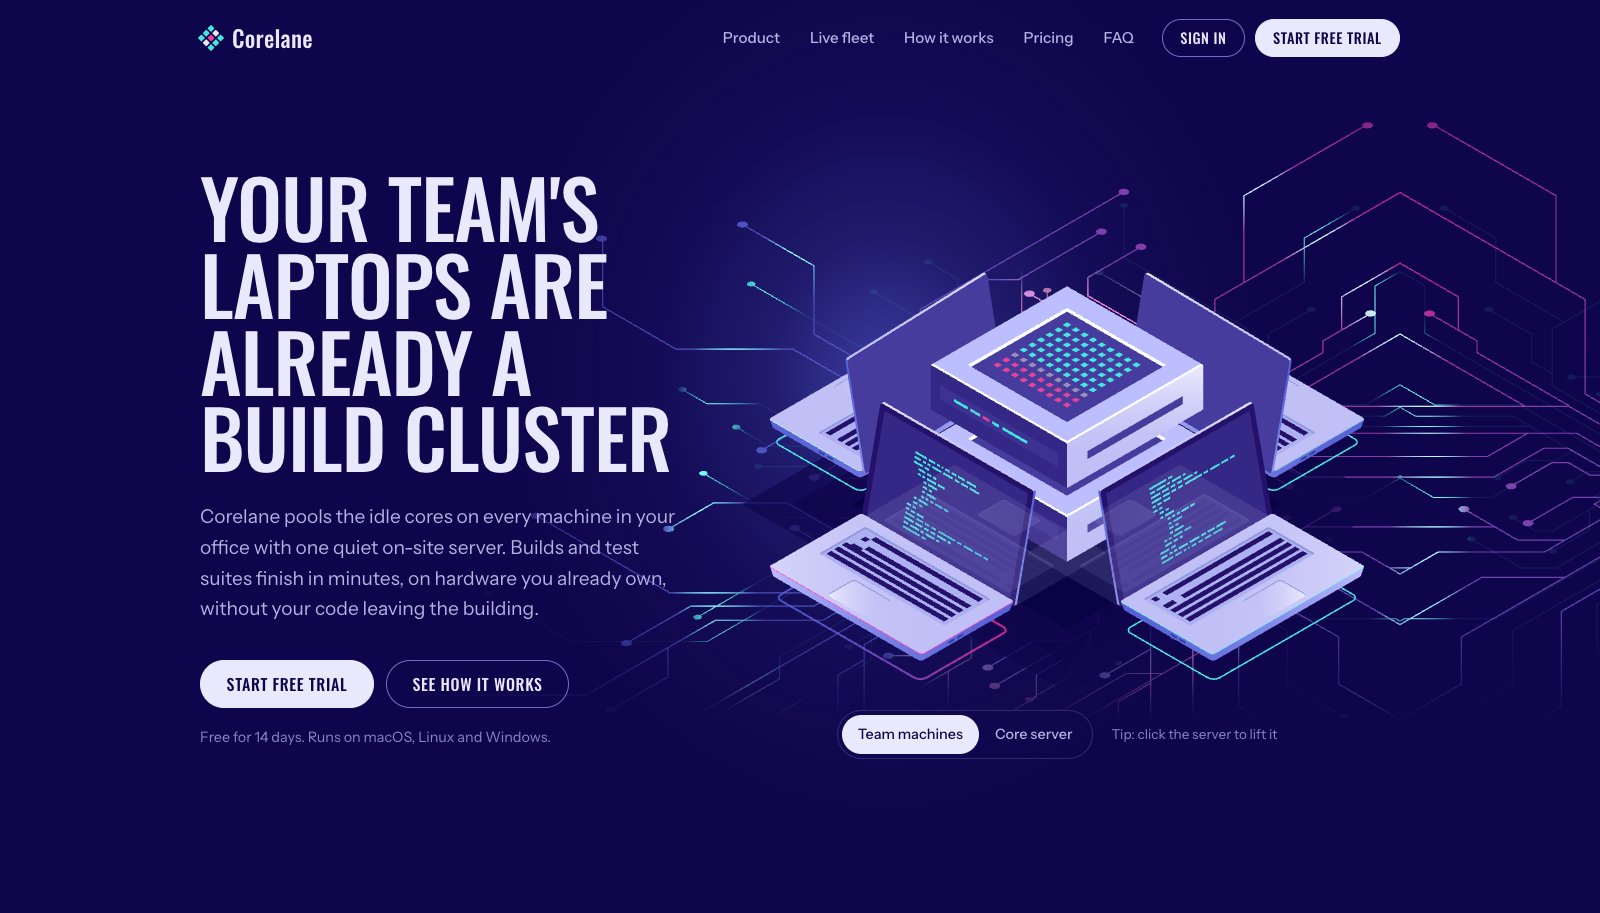 Corelane
Product
Live fleet
How it works
Pricing
FAQ
SIGN IN
START FREE TRIAL
YOUR TEAM'S
LAPTOPS ARE
ALREADY A
BUILD CLUSTER
Corelane pools the idle cores on every machine in your
office with one quiet on-site server. Builds and test
suites finish in minutes, on hardware you already own,
without your code leaving the building.
START FREE TRIAL
SEE HOW IT WORKS
Free for 14 days. Runs on macOS, Linux and Windows.
Team machines
Core server
Tip: click the server to lift it